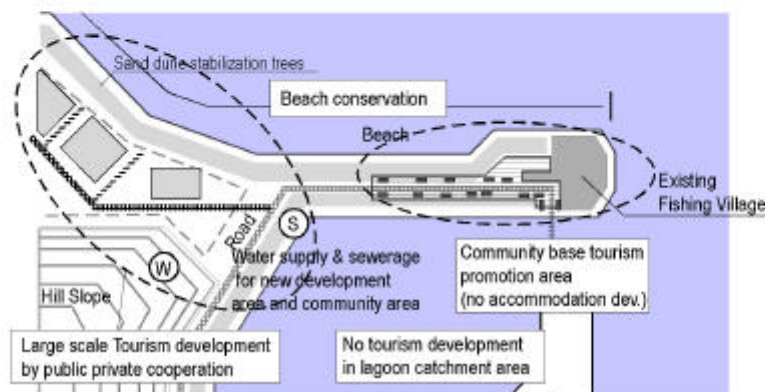 Sand dune stabilization trees
Beach conservation
Beach
Existing
Fishing Village
Road
S
Water supply & sewerage
for new development
area and community area
W
Hill Slope
Community base tourism
promotion area
(no accommodation dev.)
Large scale Tourism development
by public private cooperation
No tourism development
in lagoon catchment area